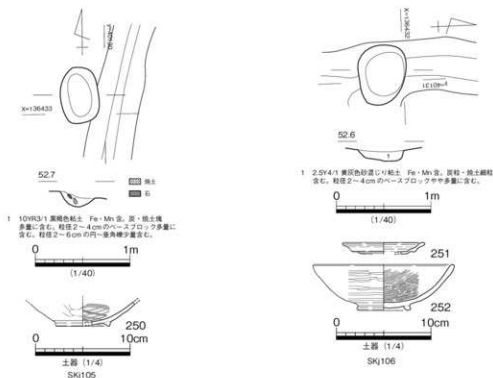 X=136433
52.7
焼土
石
1 10YR3/1 黒褐色粘土 Fe・Mn 含。炭・焼土塊
多量に含む。粒径2～4cmのベースブロック多量に
含む。粒径2～6cmの円～亜角礫少量含む。
0 1m
(1/40)
250
0 10cm
土器 (1/4)
SKj105
X=136432
52.6
1
1 2.5Y4/1 黄灰色砂混じり粘土 Fe・Mn 含。炭粒・焼土細粒
含む。粒径2～4cmのベースブロックやや多量に含む。
(1/40)
251
252
0 10cm
土器 (1/4)
SKj106